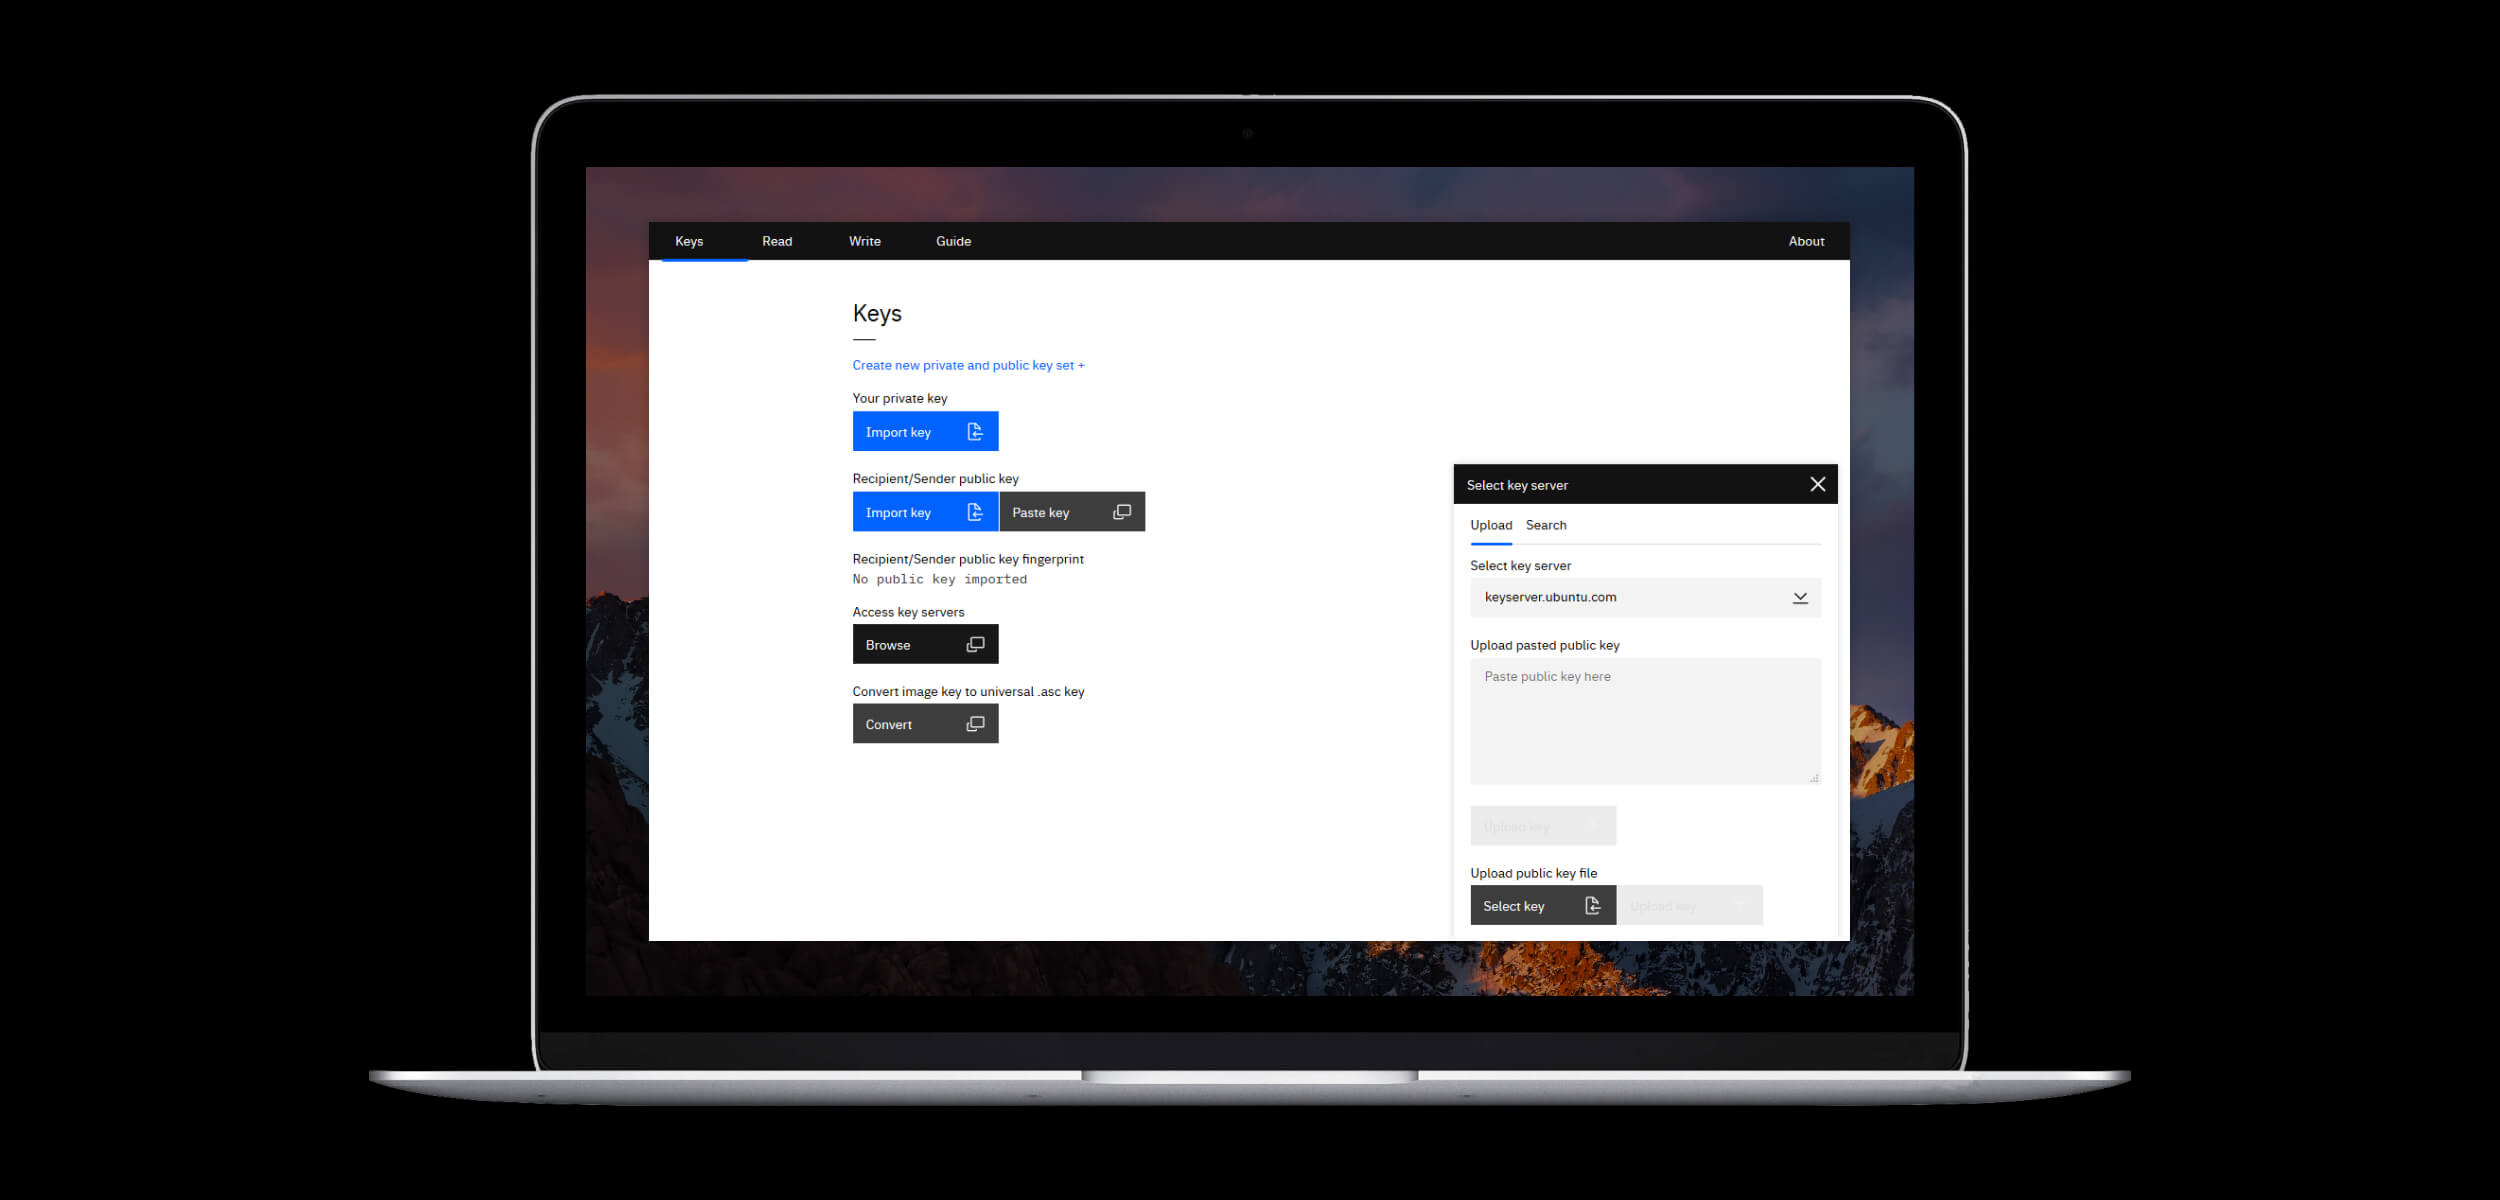 Keys Read Write Guide About
Keys
Create new private and public key set +
Your private key
Import key
Recipient/Sender public key
Import key Paste key
Recipient/Sender public key fingerprint
No public key imported
Access key servers
Browse
Convert image key to universal .asc key
Convert
Select key server
Upload Search
Select key server
keyserver.ubuntu.com
Upload pasted public key
Paste public key here
Upload key
Upload public key file
Select key Upload key